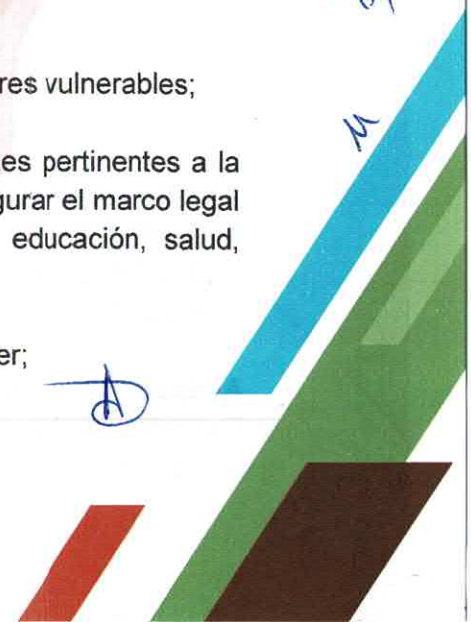 res vulnerables;
es pertinentes a la
gurar el marco legal
educación, salud,
er;